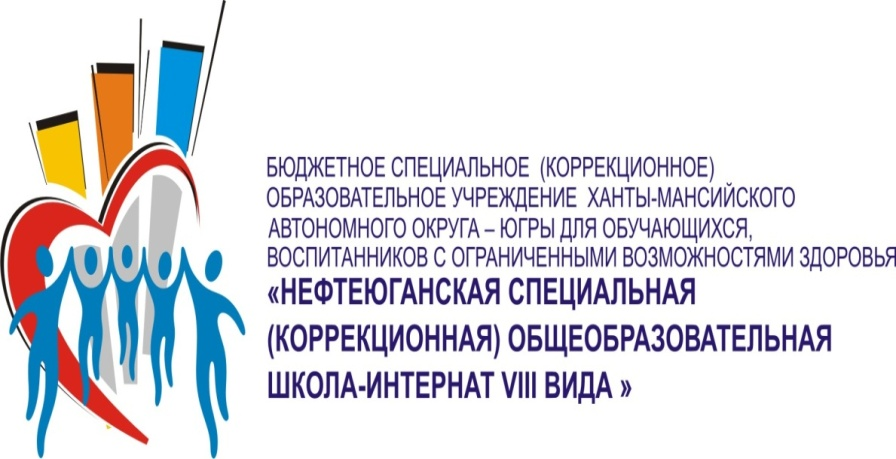 БЮДЖЕТНОЕ СПЕЦИАЛЬНОЕ (КОРРЕКЦИОННОЕ)
ОБРАЗОВАТЕЛЬНОЕ УЧРЕЖДЕНИЕ ХАНТЫ-МАНСИЙСКОГО
АВТОНОМНОГО ОКРУГА – ЮГРЫ ДЛЯ ОБУЧАЮЩИХСЯ,
ВОСПИТАННИКОВ С ОГРАНИЧЕННЫМИ ВОЗМОЖНОСТЯМИ ЗДОРОВЬЯ
«НЕФТЕЮГАНСКАЯ СПЕЦИАЛЬНАЯ
(КОРРЕКЦИОННАЯ) ОБЩЕОБРАЗОВАТЕЛЬНАЯ
ШКОЛА-ИНТЕРНАТ VIII ВИДА »